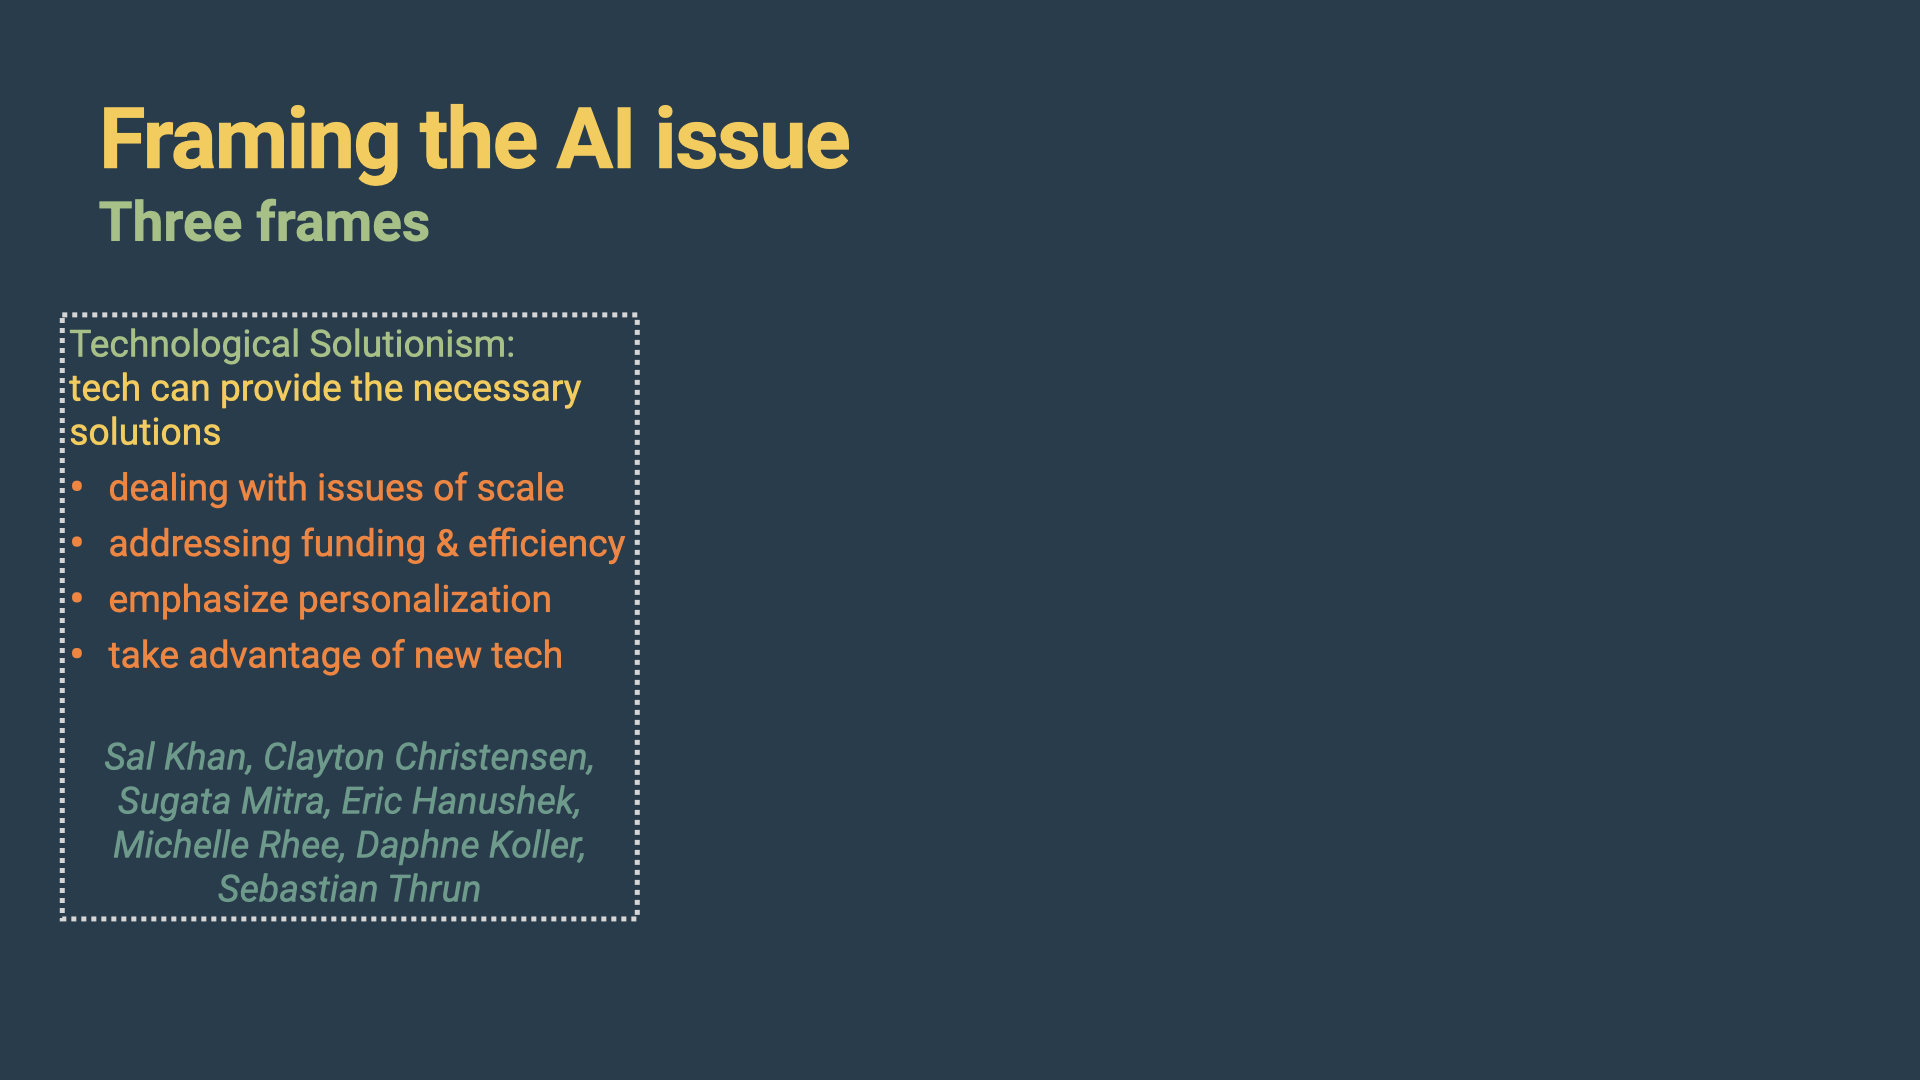 Framing the AI issue
Three frames
Technological Solutionism:
tech can provide the necessary
solutions
• dealing with issues of scale
• addressing funding & efficiency
• emphasize personalization
• take advantage of new tech
Sal Khan, Clayton Christensen,
Sugata Mitra, Eric Hanushek,
Michelle Rhee, Daphne Koller,
Sebastian Thrun